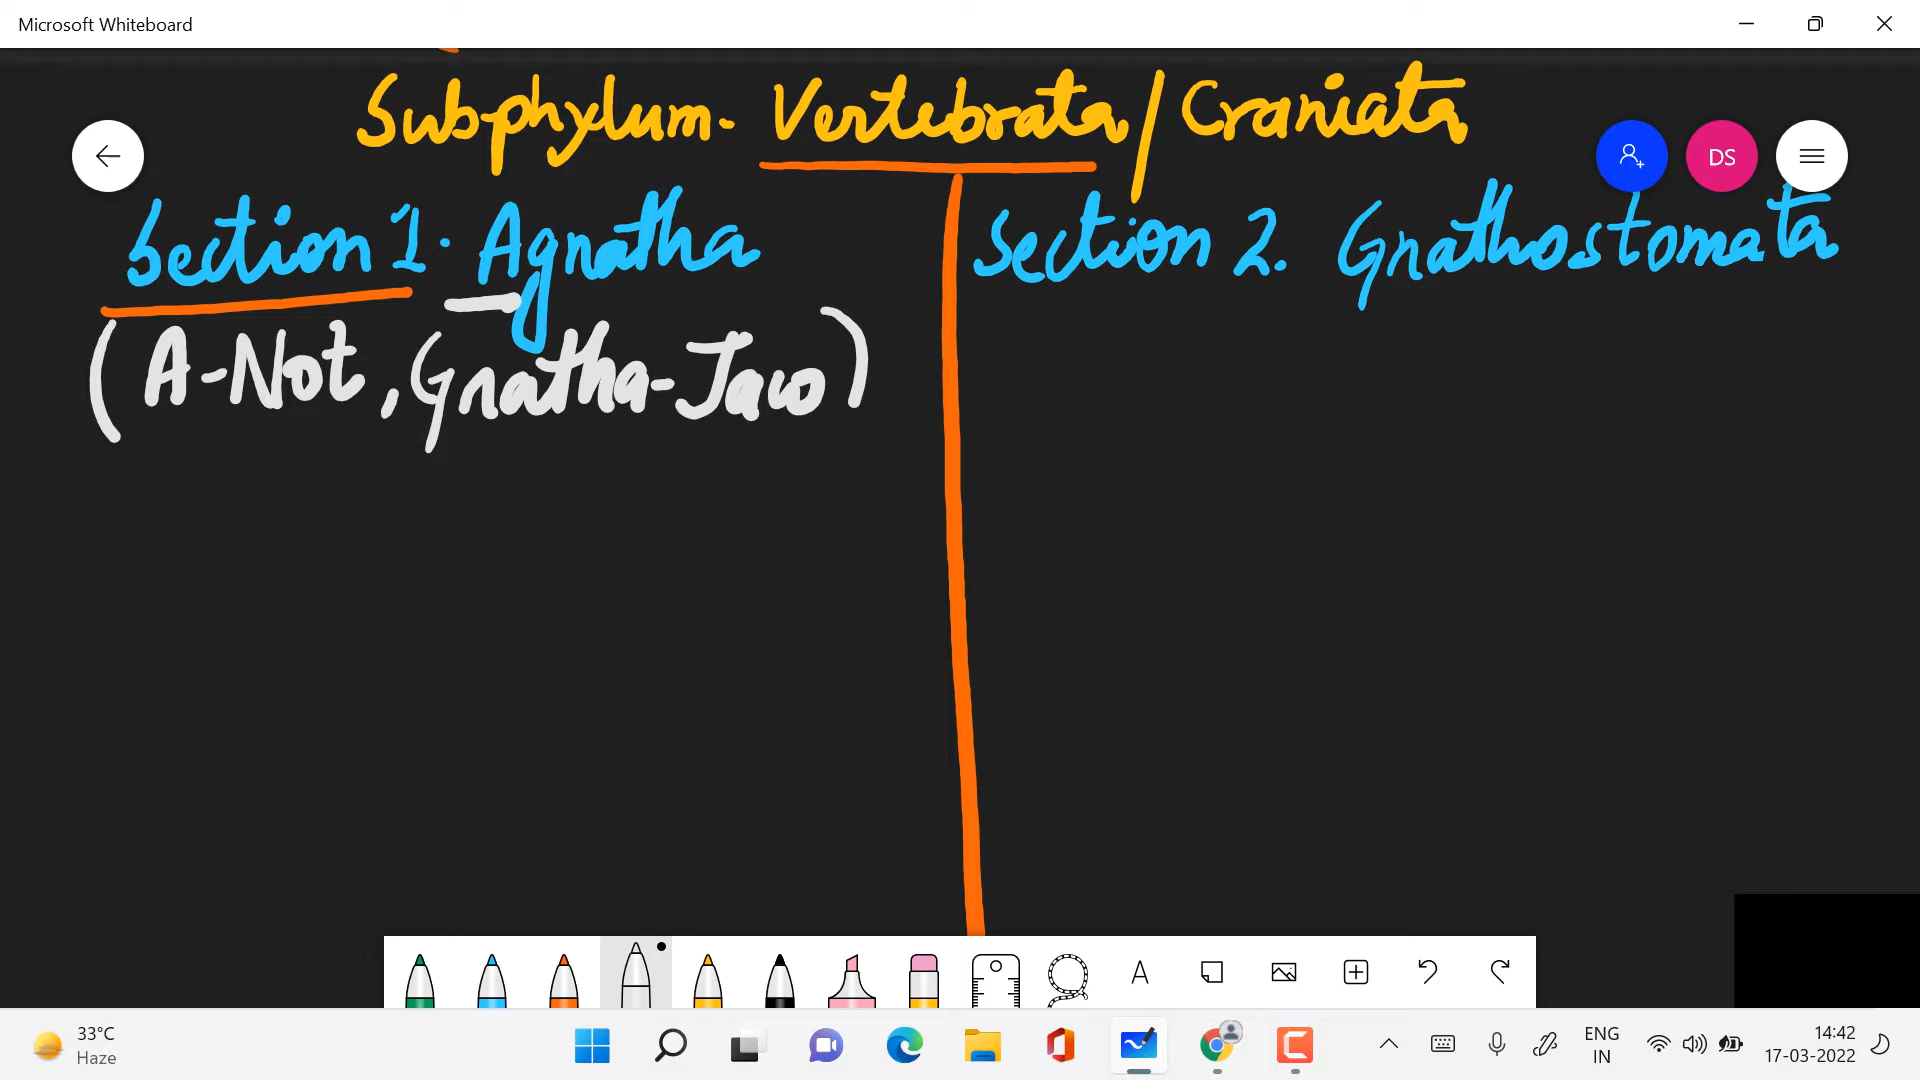 Microsoft Whiteboard
Subphylum- Vertebrata/Craniata
DS
Section 1. Agnatha
Section 2. Gnathostomata
(A-Not, Gnatha-Jaw)
A
33°C
Haze
ENG
IN
14:42
17-03-2022